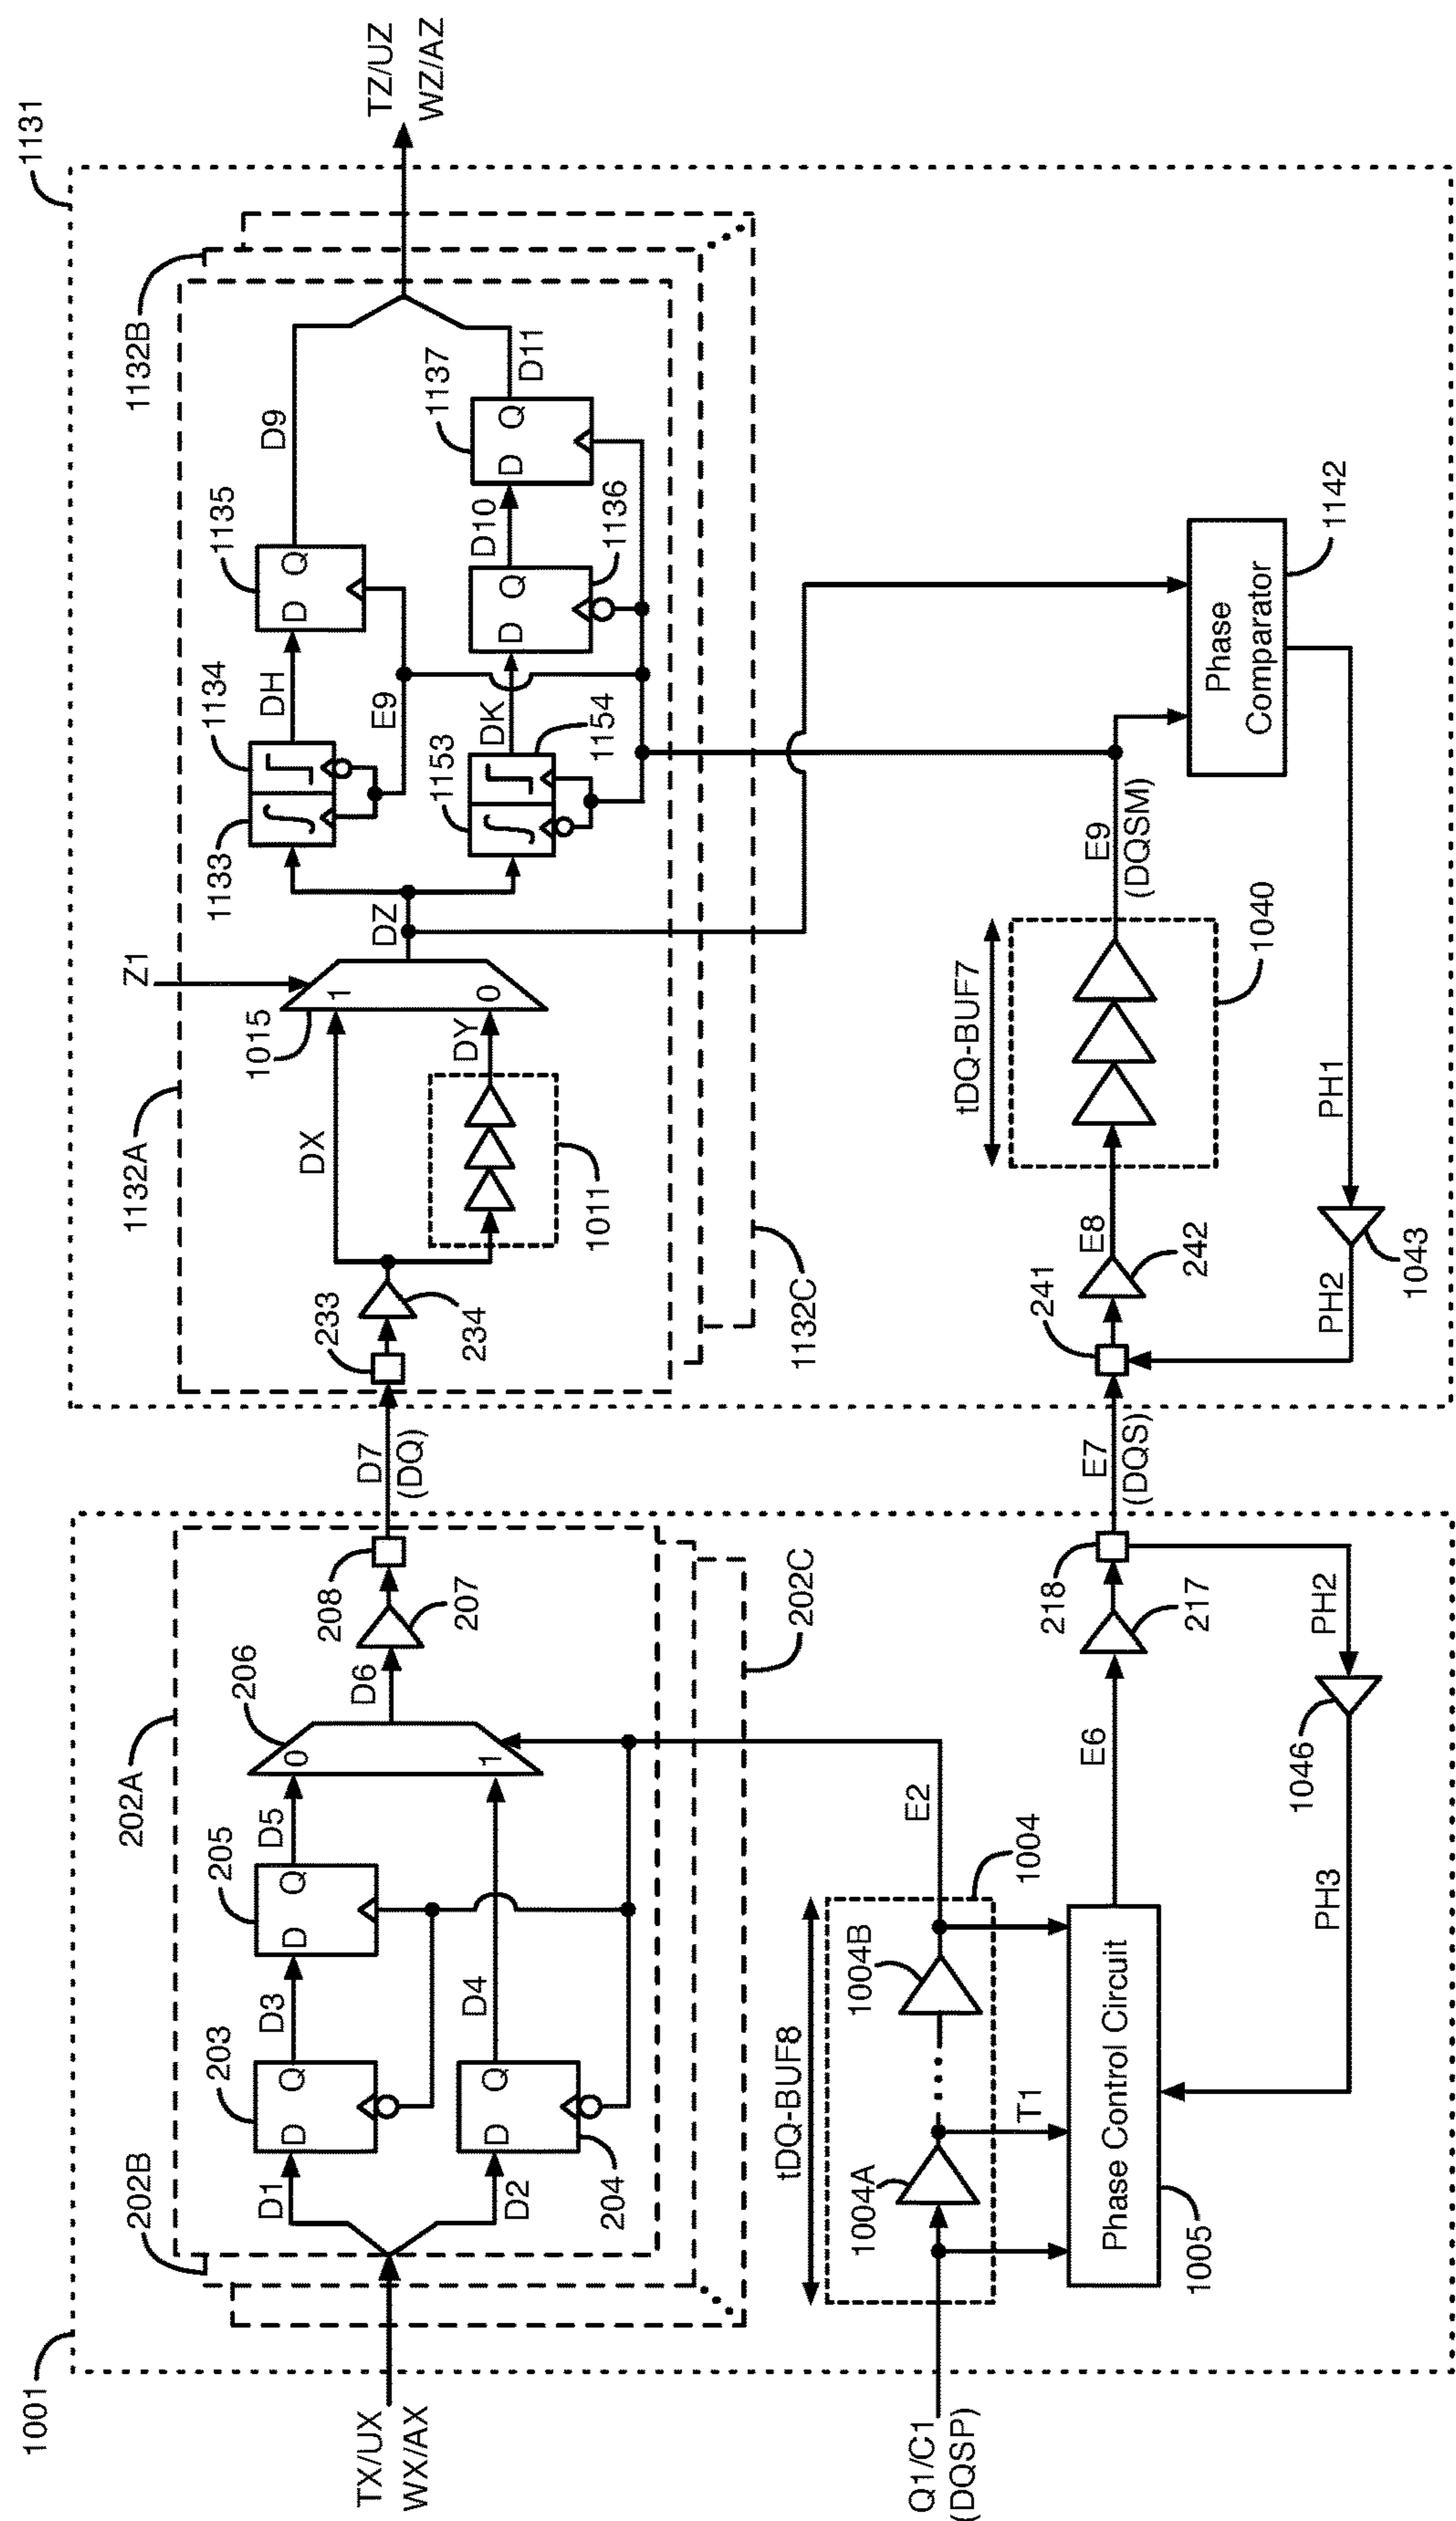 1001
TX/UX
WX/AX
202B
202A
D1
D2
203
D
Q
204
D
Q
D3
D4
205
D
Q
D5
206
0
1
D6
207
208
202C
D7
(DQ)
Q1/C1
(DQSP)
tDQ-BUF8
1004A
1004B
1004
E2
T1
Phase Control Circuit
1005
E6
217
218
PH2
1046
PH3
E7
(DQS)
1131
1132A
1132B
1132C
233
234
DX
1011
DY
1015
Z1
1
0
DZ
1133
1134
DH
E9
1135
D
Q
D9
1153
1154
DK
1136
D
Q
D10
1137
D
Q
D11
TZ/UZ
WZ/AZ
241
242
E8
tDQ-BUF7
1040
E9
(DQSM)
Phase
Comparator
1142
PH1
1043
PH2